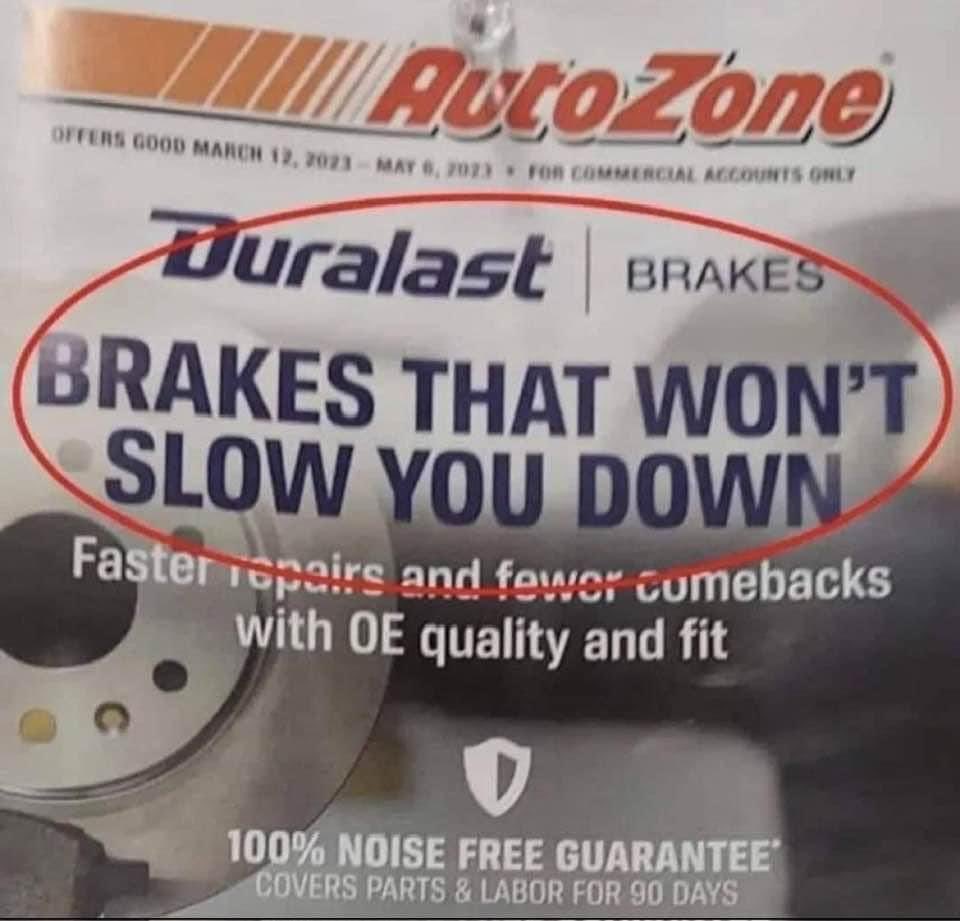 AutoZone
OFFERS GOOD MARCH 12, 2023 – MAY 6, 2023 • FOR COMMERCIAL ACCOUNTS ONLY
Duralast | BRAKES
BRAKES THAT WON'T
SLOW YOU DOWN
Faster repairs and fewer comebacks
with OE quality and fit
D
100% NOISE FREE GUARANTEE*
COVERS PARTS & LABOR FOR 90 DAYS